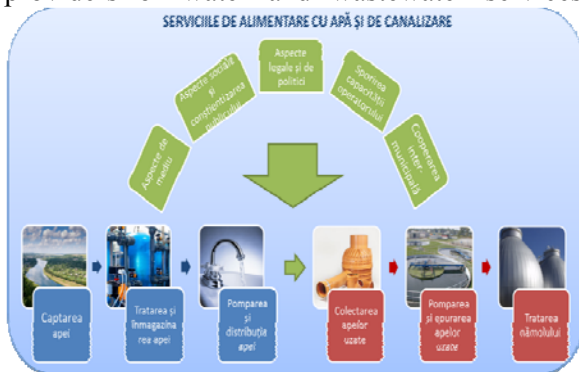 SERVICIILE DE ALIMENTARE CU APĂ ȘI DE CANALIZARE
Aspecte de
mediu
Aspecte sociale
și
conștientizarea
publicului
Aspecte
legale și de
politici
Sporirea
capacității
operatorului
Cooperarea
inter-
municipală
Captarea
apei
Tratarea și
înmagazina
rea apei
Pomparea
și
distribuție
apei
Colectarea
apelor
uzate
Pomparea
și epurarea
apelor
uzate
Tratarea
nămolului